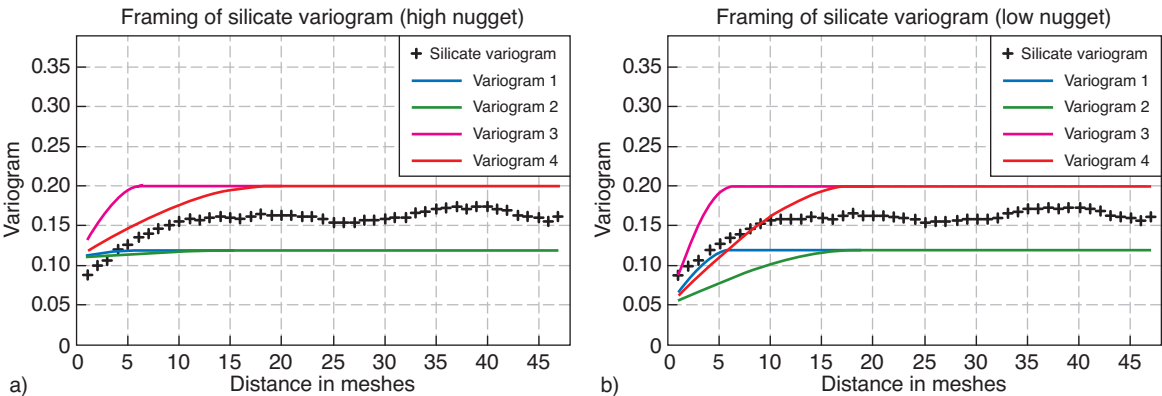 Framing of silicate variogram (high nugget)
Variogram
0.35
0.30
0.25
0.20
0.15
0.10
0.05
0
Silicate variogram
Variogram 1
Variogram 2
Variogram 3
Variogram 4
0 5 10 15 20 25 30 35 40 45
Distance in meshes
a)
Framing of silicate variogram (low nugget)
Variogram
0.35
0.30
0.25
0.20
0.15
0.10
0.05
0
Silicate variogram
Variogram 1
Variogram 2
Variogram 3
Variogram 4
0 5 10 15 20 25 30 35 40 45
Distance in meshes
b)